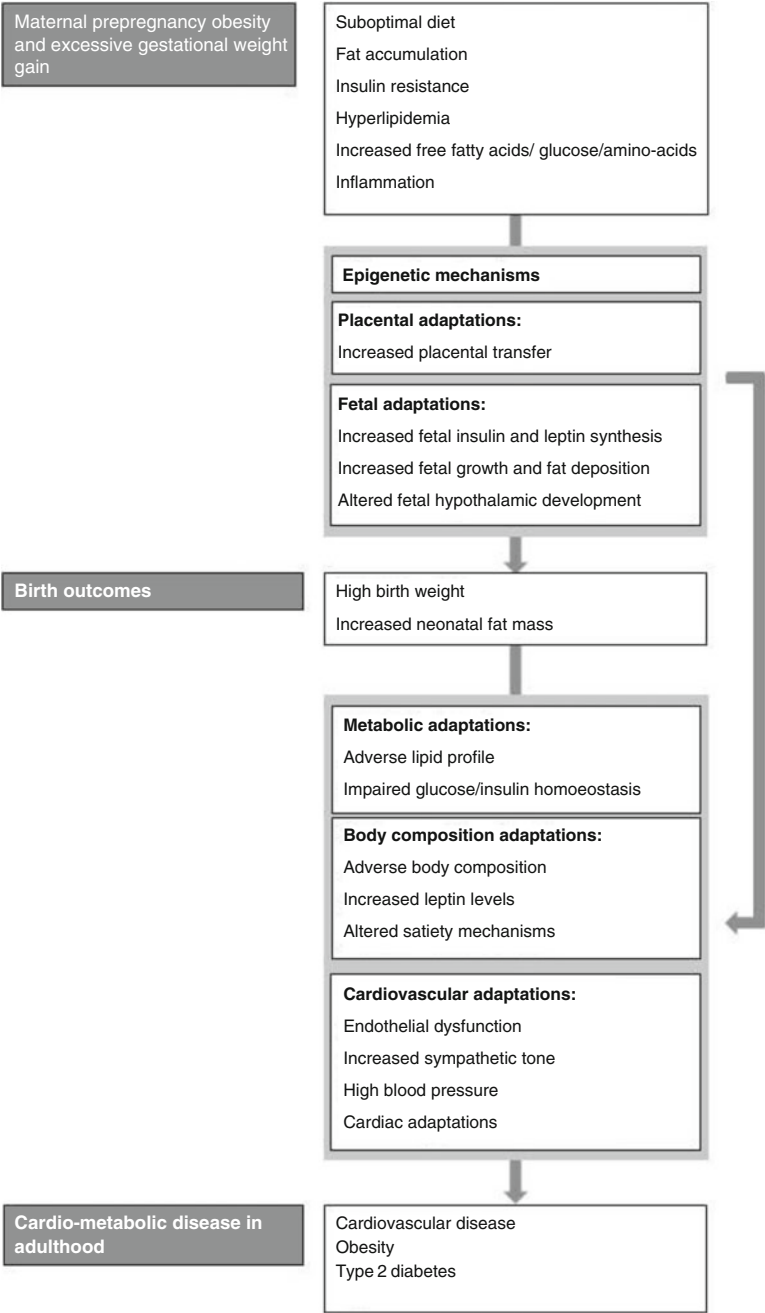 Maternal prepregnancy obesity
and excessive gestational weight
gain
Suboptimal diet
Fat accumulation
Insulin resistance
Hyperlipidemia
Increased free fatty acids/ glucose/amino-acids
Inflammation
Epigenetic mechanisms
Placental adaptations:
Increased placental transfer
Fetal adaptations:
Increased fetal insulin and leptin synthesis
Increased fetal growth and fat deposition
Altered fetal hypothalamic development
Birth outcomes
High birth weight
Increased neonatal fat mass
Metabolic adaptations:
Adverse lipid profile
Impaired glucose/insulin homoeostasis
Body composition adaptations:
Adverse body composition
Increased leptin levels
Altered satiety mechanisms
Cardiovascular adaptations:
Endothelial dysfunction
Increased sympathetic tone
High blood pressure
Cardiac adaptations
Cardio-metabolic disease in
adulthood
Cardiovascular disease
Obesity
Type 2 diabetes